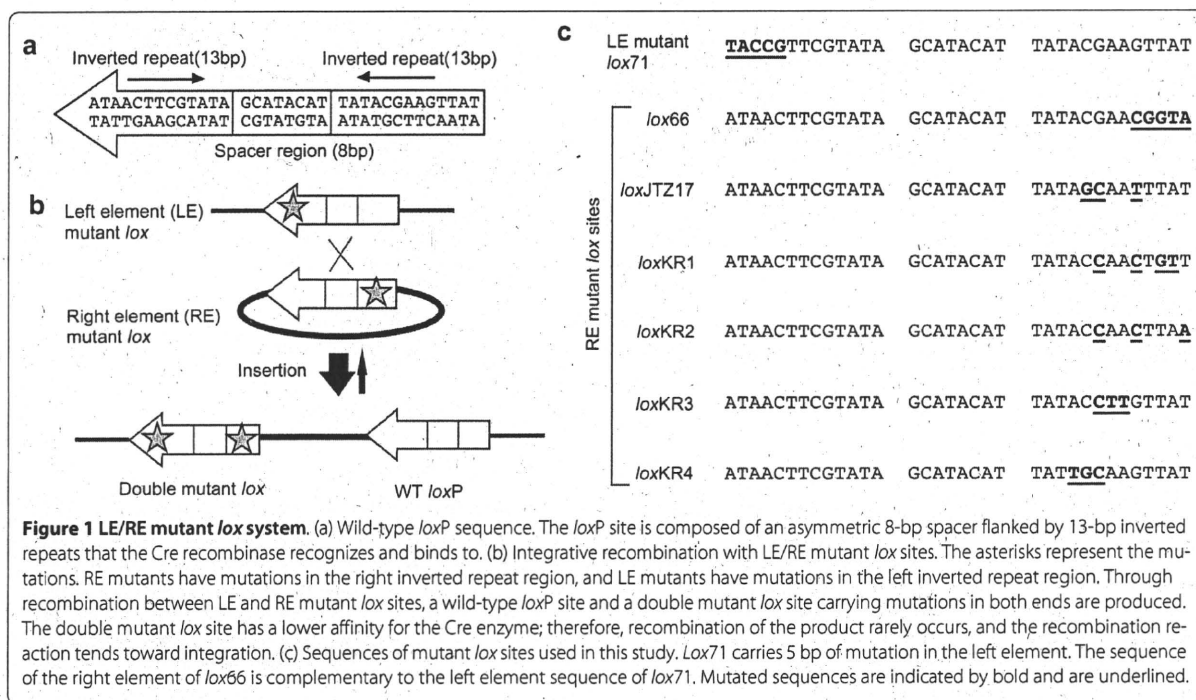 a
Inverted repeat(13bp) Inverted repeat(13bp)
ATAACTTCGTATA GCATACAT TATACGAAGTTAT
TATTGAAGCATAT CGTATGTA ATATGCTTCAATA
Spacer region (8bp)
b
Left element (LE)
mutant lox
Right element (RE)
mutant lox
Insertion
Double mutant lox WT loxP
c
LE mutant
lox71
TACCGTTCGTATA GCATACAT TATACGAAGTTAT
RE mutant lox sites
lox66 ATAACTTCGTATA GCATACAT TATACGAACGGTA
loxJTZ17 ATAACTTCGTATA GCATACAT TATAGCAATTTAT
loxKR1 ATAACTTCGTATA GCATACAT TATACCAACTGTT
loxKR2 ATAACTTCGTATA GCATACAT TATACCAACTTAA
loxKR3 ATAACTTCGTATA GCATACAT TATACCTTGTTAT
loxKR4 ATAACTTCGTATA GCATACAT TATTGCAAGTTAT
Figure 1 LE/RE mutant lox system. (a) Wild-type loxP sequence. The loxP site is composed of an asymmetric 8-bp spacer flanked by 13-bp inverted
repeats that the Cre recombinase recognizes and binds to. (b) Integrative recombination with LE/RE mutant lox sites. The asterisks represent the mu-
tations. RE mutants have mutations in the right inverted repeat region, and LE mutants have mutations in the left inverted repeat region. Through
recombination between LE and RE mutant lox sites, a wild-type loxP site and a double mutant lox site carrying mutations in both ends are produced.
The double mutant lox site has a lower affinity for the Cre enzyme; therefore, recombination of the product rarely occurs, and the recombination re-
action tends toward integration. (c) Sequences of mutant lox sites used in this study. Lox71 carries 5 bp of mutation in the left element. The sequence
of the right element of lox66 is complementary to the left element sequence of lox71. Mutated sequences are indicated by bold and are underlined.